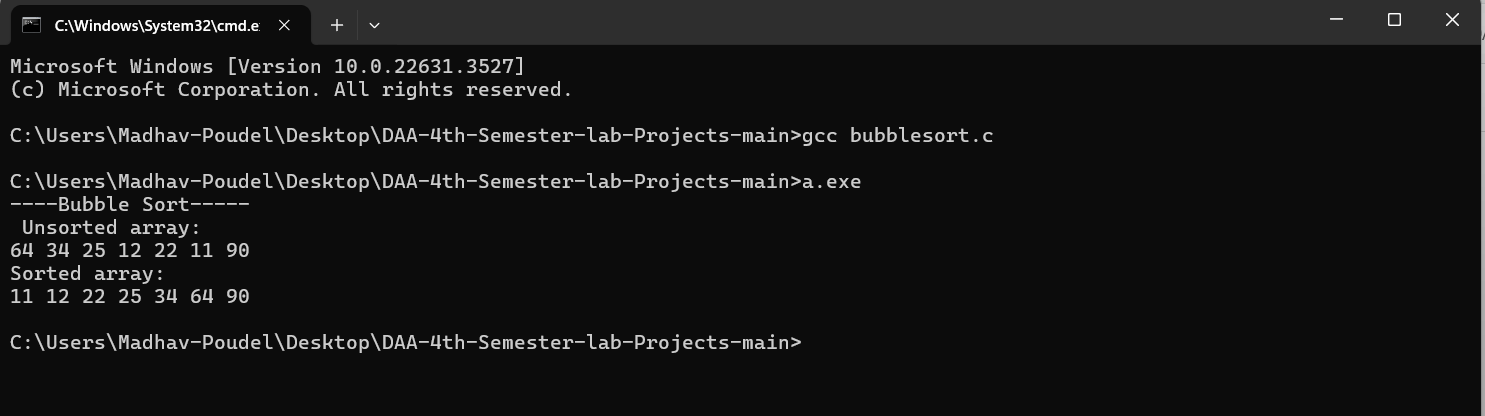 C:\Windows\System32\cmd.e
Microsoft Windows [Version 10.0.22631.3527]
(c) Microsoft Corporation. All rights reserved.
C:\Users\Madhav-Poudel\Desktop\DAA-4th-Semester-lab-Projects-main>gcc bubblesort.c
C:\Users\Madhav-Poudel\Desktop\DAA-4th-Semester-lab-Projects-main>a.exe
----Bubble Sort-----
Unsorted array:
64 34 25 12 22 11 90
Sorted array:
11 12 22 25 34 64 90
C:\Users\Madhav-Poudel\Desktop\DAA-4th-Semester-lab-Projects-main>